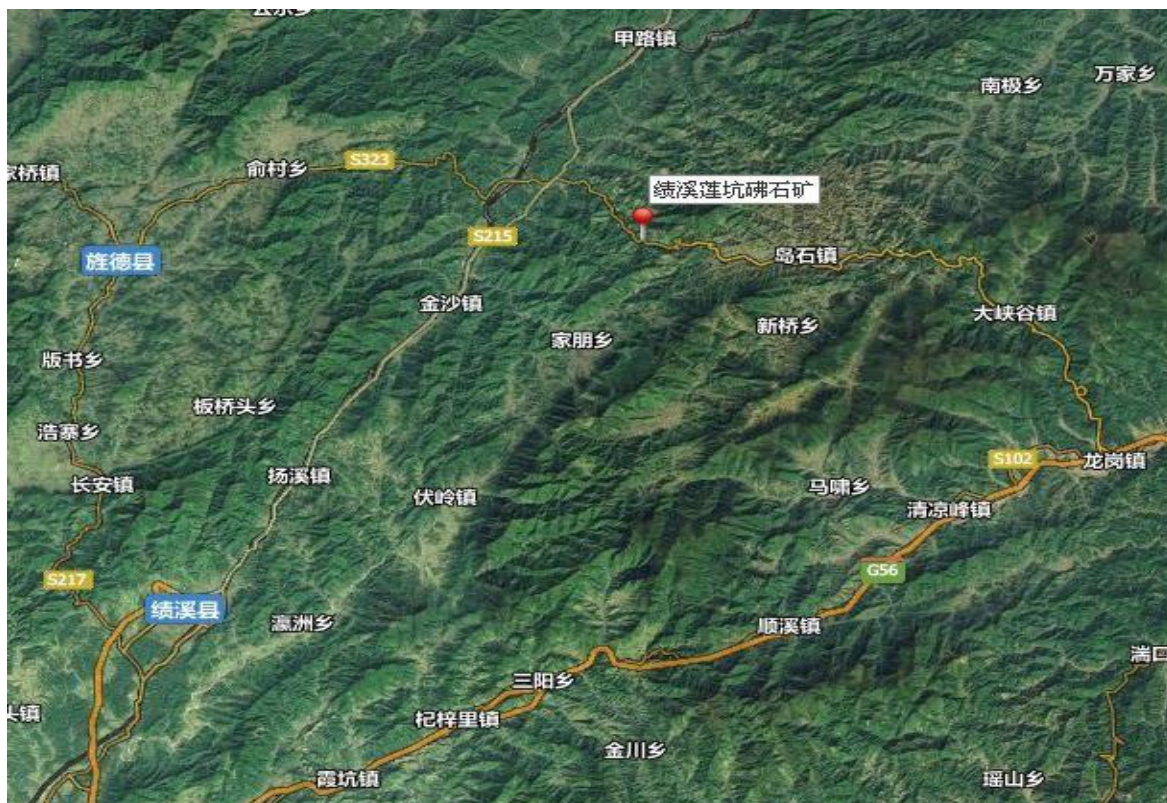 甲路镇
万家乡
南极乡
俞村乡
S323
家桥镇
绩溪莲坑砩石矿
S215
旌德县
岛石镇
金沙镇
大峡谷镇
新桥乡
家朋乡
版书乡
板桥头乡
浩寨乡
S102
龙岗镇
扬溪镇
长安镇
马啸乡
伏岭镇
清凉峰镇
G56
S217
绩溪县
瀛洲乡
顺溪镇
湍口
三阳乡
头镇
杞梓里镇
金川乡
霞坑镇
瑶山乡